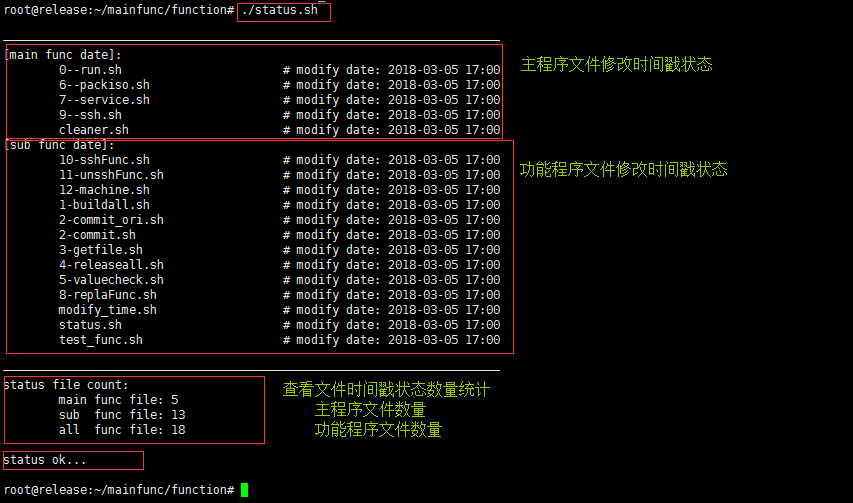 root@release:~/mainfunc/function# ./status.sh
[main func date]:
0--run.sh # modify date: 2018-03-05 17:00
6--packiso.sh # modify date: 2018-03-05 17:00
7--service.sh # modify date: 2018-03-05 17:00
9--ssh.sh # modify date: 2018-03-05 17:00
cleaner.sh # modify date: 2018-03-05 17:00
主程序文件修改时间戳状态
[sub func date]:
10-sshFunc.sh # modify date: 2018-03-05 17:00
11-unsshFunc.sh # modify date: 2018-03-05 17:00
12-machine.sh # modify date: 2018-03-05 17:00
1-buildall.sh # modify date: 2018-03-05 17:00
2-commit_ori.sh # modify date: 2018-03-05 17:00
2-commit.sh # modify date: 2018-03-05 17:00
3-getfile.sh # modify date: 2018-03-05 17:00
4-releaseall.sh # modify date: 2018-03-05 17:00
5-valuecheck.sh # modify date: 2018-03-05 17:00
8-replaFunc.sh # modify date: 2018-03-05 17:00
modify_time.sh # modify date: 2018-03-05 17:00
status.sh # modify date: 2018-03-05 17:00
test_func.sh # modify date: 2018-03-05 17:00
功能程序文件修改时间戳状态
status file count:
main func file: 5
sub func file: 13
all func file: 18
查看文件时间戳状态数量统计
主程序文件数量
功能程序文件数量
status ok...
root@release:~/mainfunc/function#